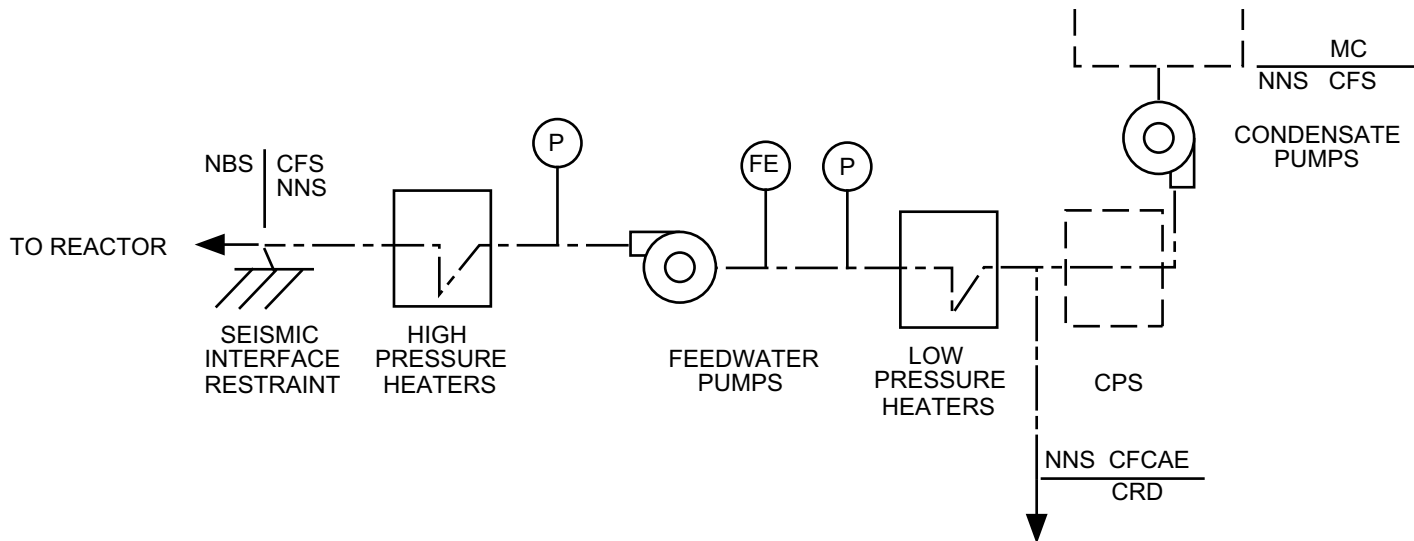 MC
NNS CFS
CONDENSATE
PUMPS
P
FE
P
NBS CFS
NNS
TO REACTOR
SEISMIC
INTERFACE
RESTRAINT
HIGH
PRESSURE
HEATERS
FEEDWATER
PUMPS
LOW
PRESSURE
HEATERS
CPS
NNS CFCAE
CRD